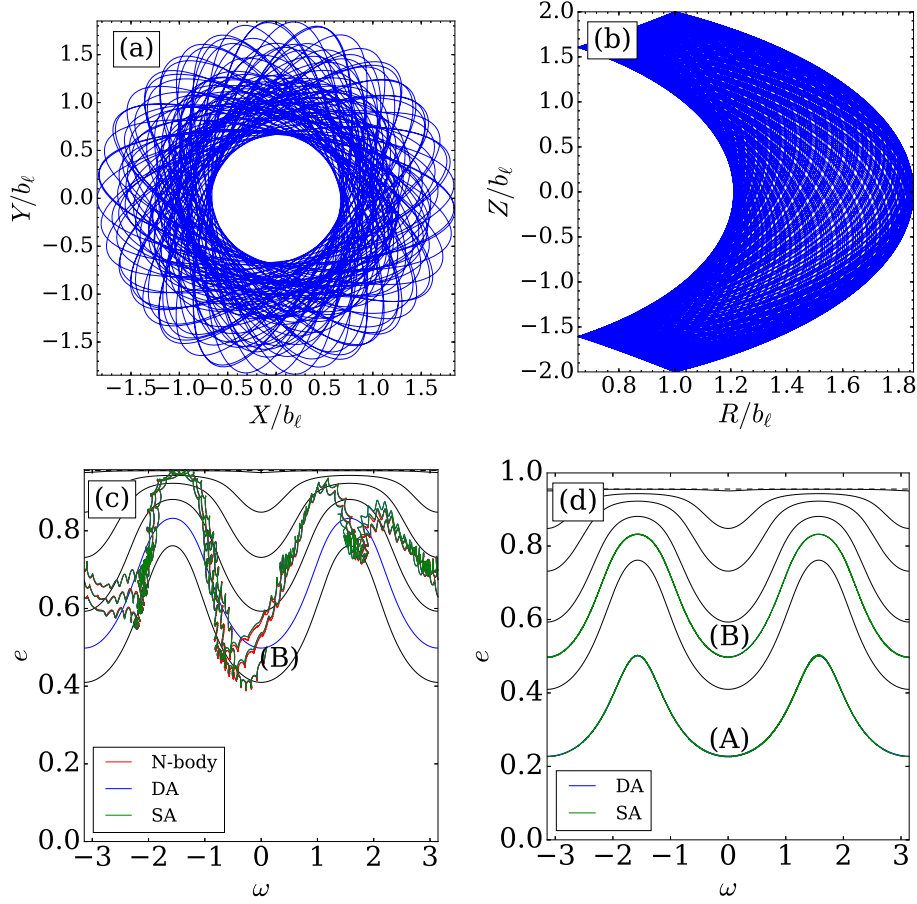 (a)
1.5
1.0
0.5
0.0
−0.5
−1.0
−1.5
Y/bℓ
−1.5 −1.0 −0.5 0.0 0.5 1.0 1.5
X/bℓ
(b)
2.0
1.5
1.0
0.5
0.0
−0.5
−1.0
−1.5
−2.0
Z/bℓ
0.8 1.0 1.2 1.4 1.6 1.8
R/bℓ
(c)
0.8
0.6
0.4
0.2
0.0
e
(B)
N-body
DA
SA
−3 −2 −1 0 1 2 3
ω
(d)
1.0
0.8
0.6
0.4
0.2
0.0
e
(B)
(A)
DA
SA
−3 −2 −1 0 1 2 3
ω